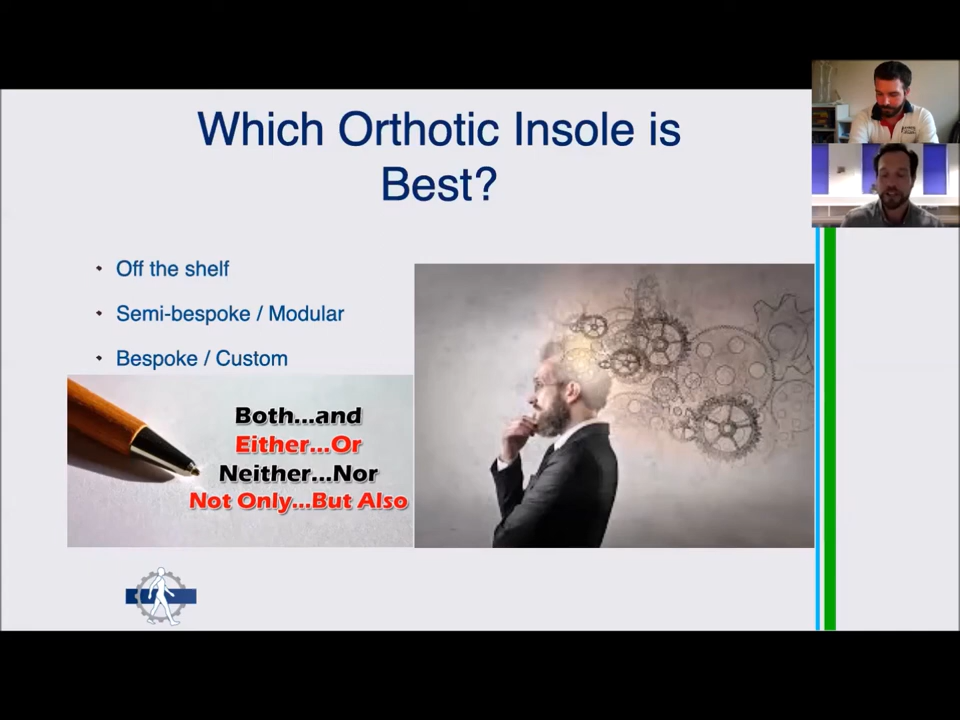 Which Orthotic Insole is
Best?
• Off the shelf
• Semi-bespoke / Modular
• Bespoke / Custom
Both...and
Either...Or
Neither...Nor
Not Only...But Also